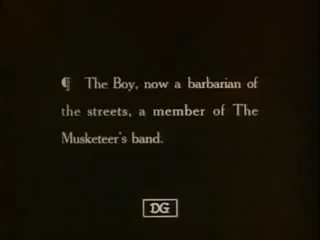 ¶ The Boy, now a barbarian of
the streets, a member of The
Musketeer's band.
DG